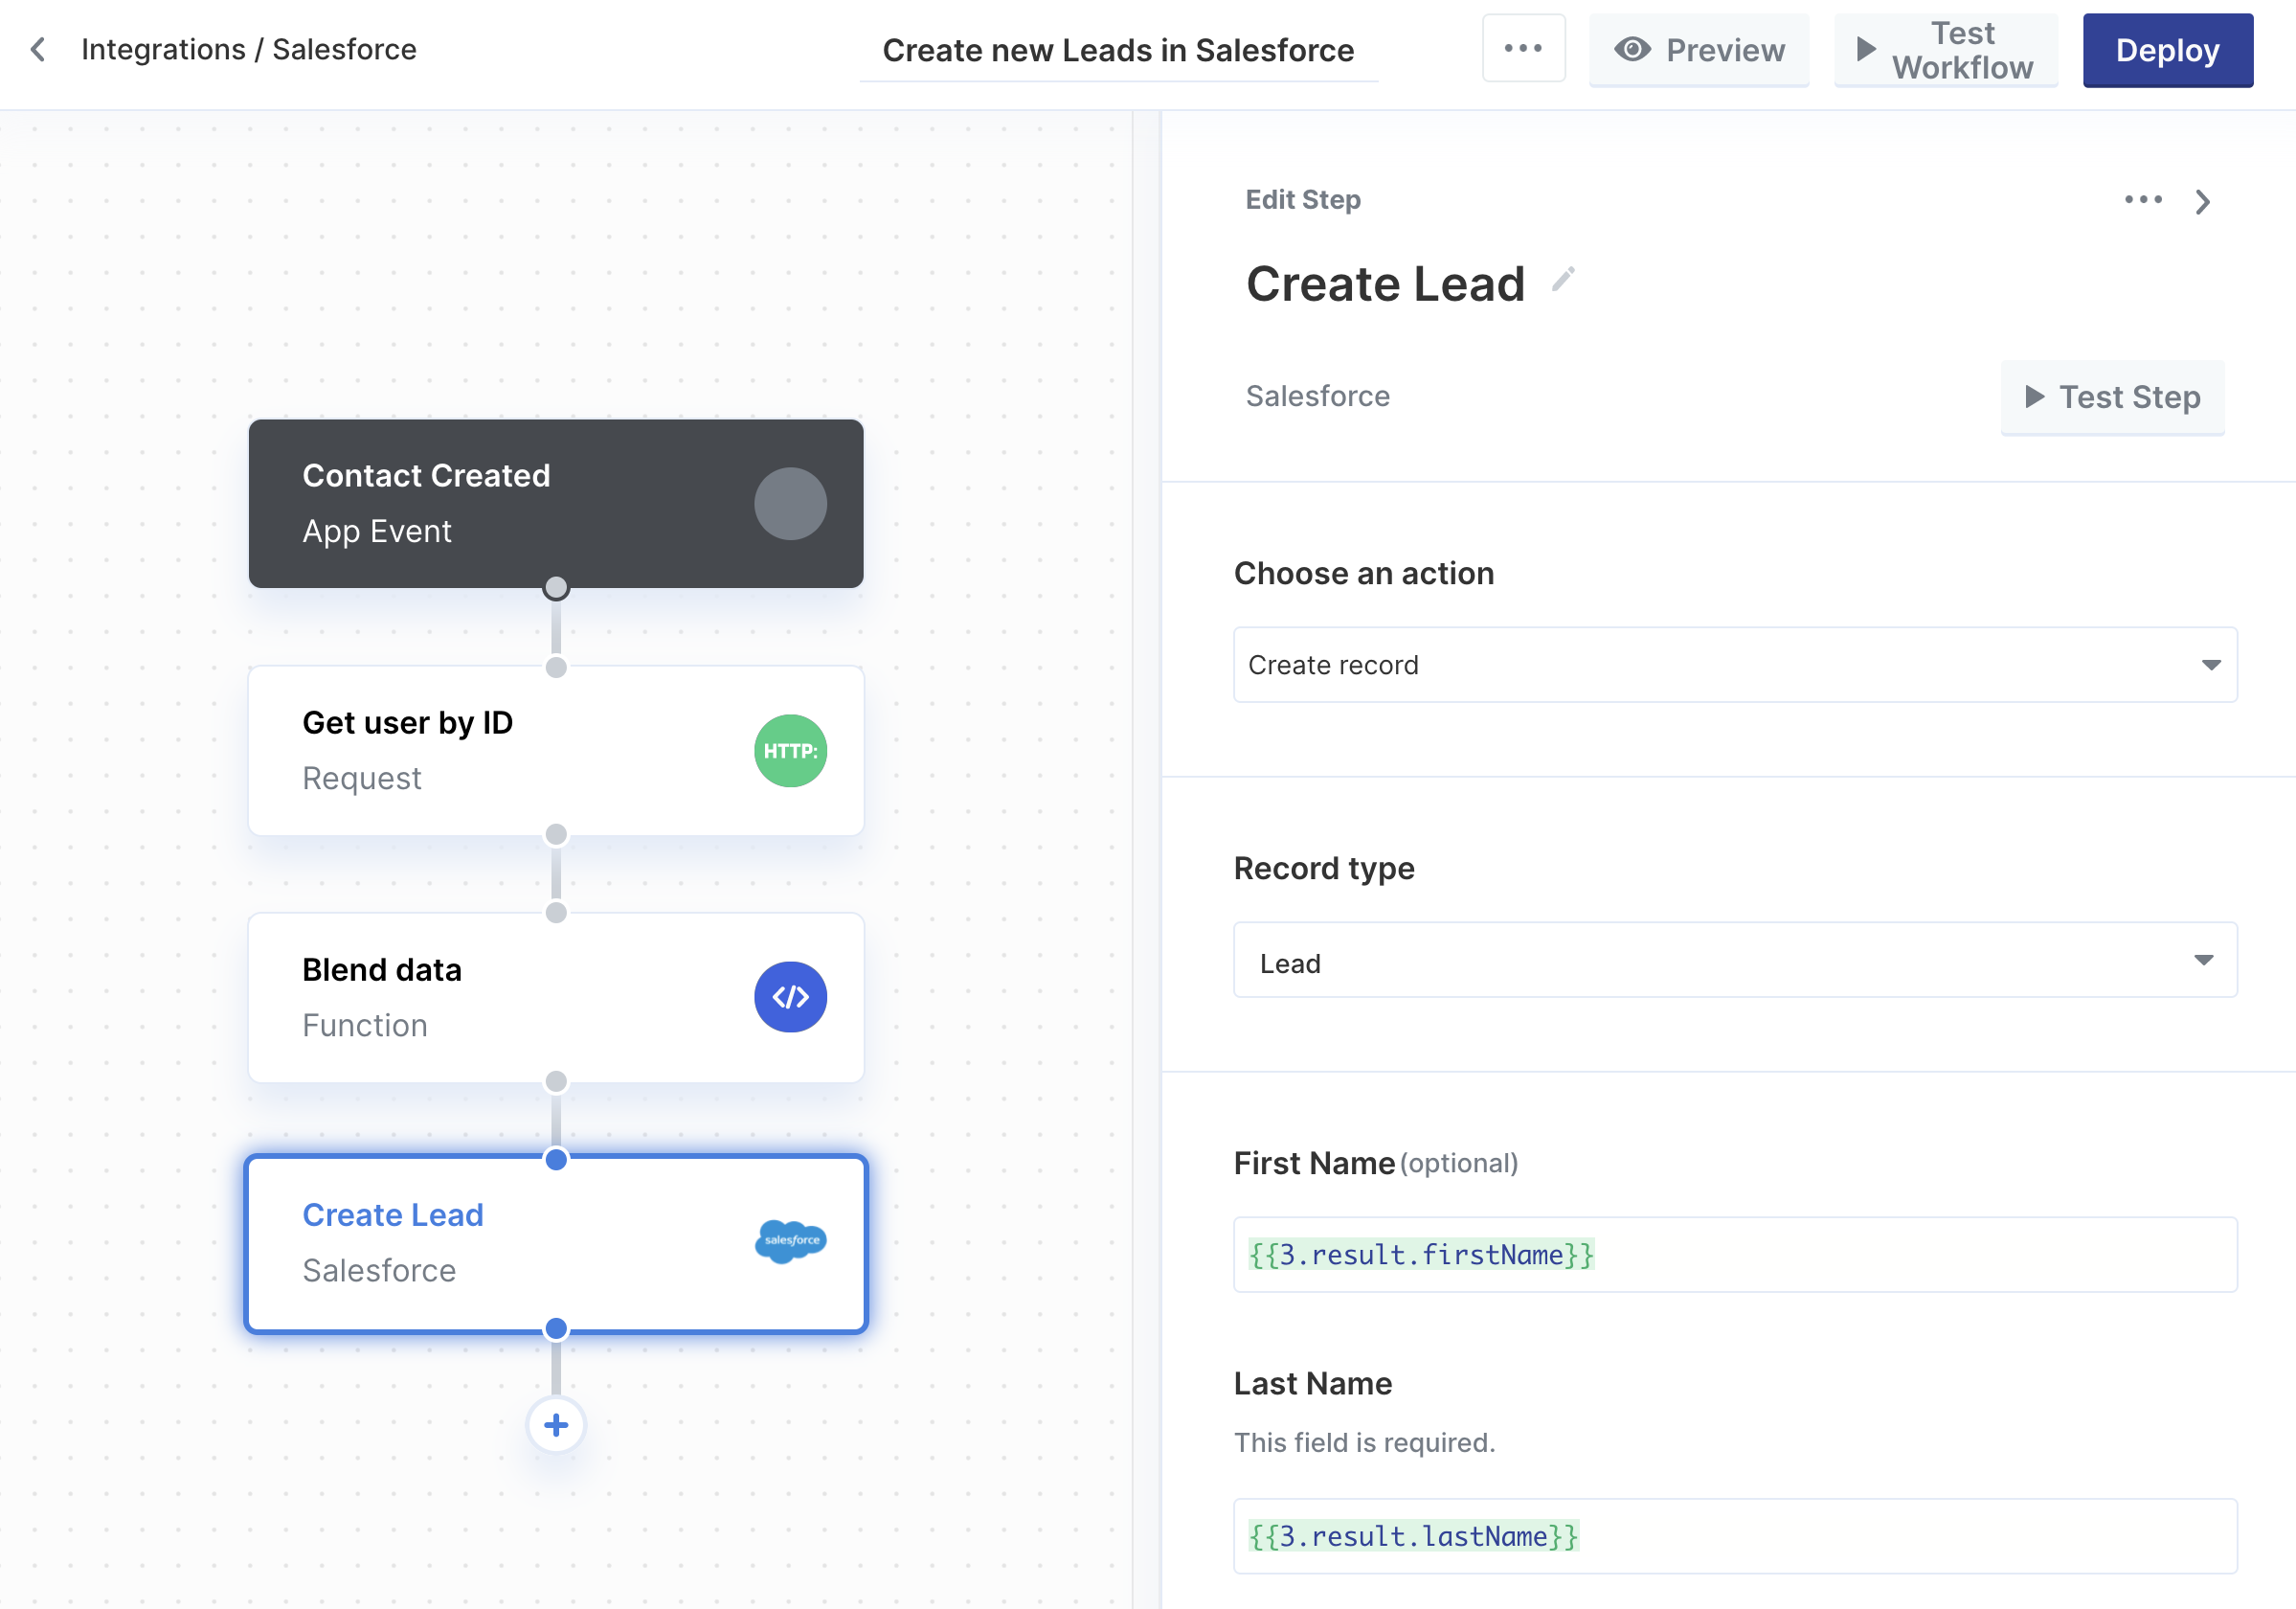 Integrations / Salesforce
Create new Leads in Salesforce
Preview
Test
Workflow
Deploy
Contact Created
App Event
Get user by ID
Request
HTTP:
Blend data
Function
</>
Create Lead
Salesforce
salesforce
Edit Step
Create Lead
Salesforce
Test Step
Choose an action
Create record
Record type
Lead
First Name (optional)
{{3.result.firstName}}
Last Name
This field is required.
{{3.result.lastName}}